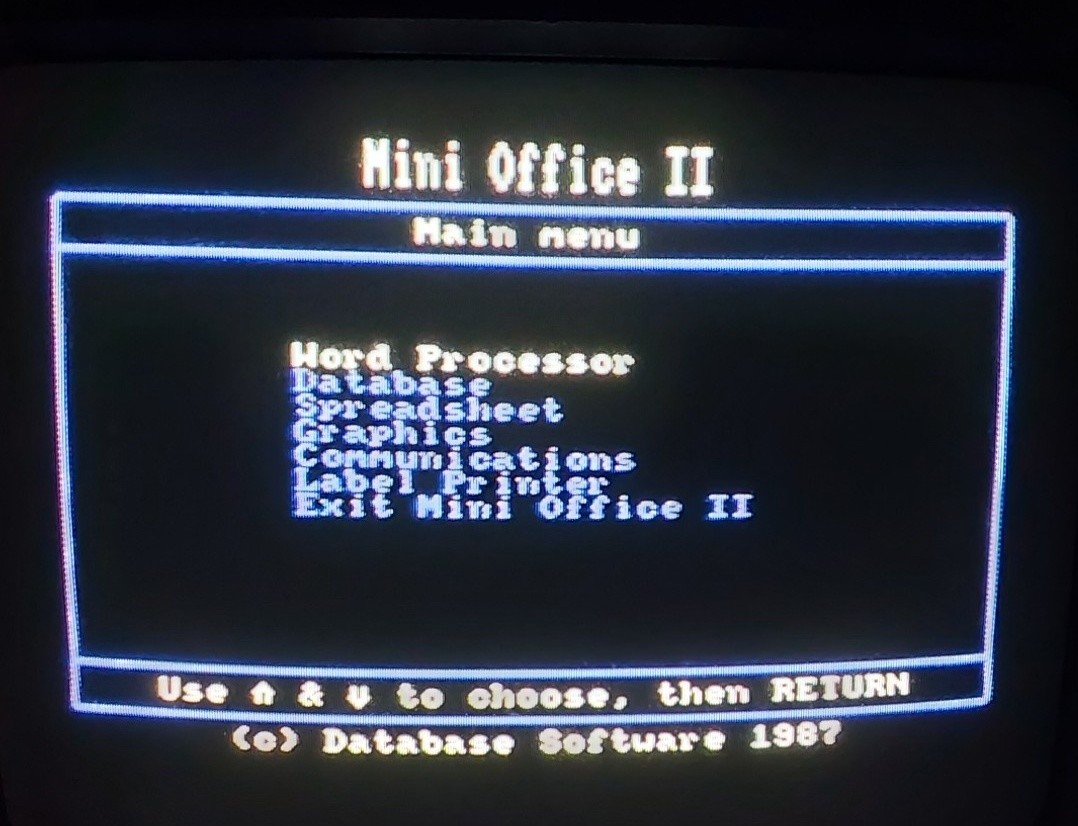 Mini Office II
Main menu
Word Processor
Database
Spreadsheet
Graphics
Communications
Label Printer
Exit Mini Office II
Use ⇑ & ⇓ to choose, then RETURN
(c) Database Software 1987